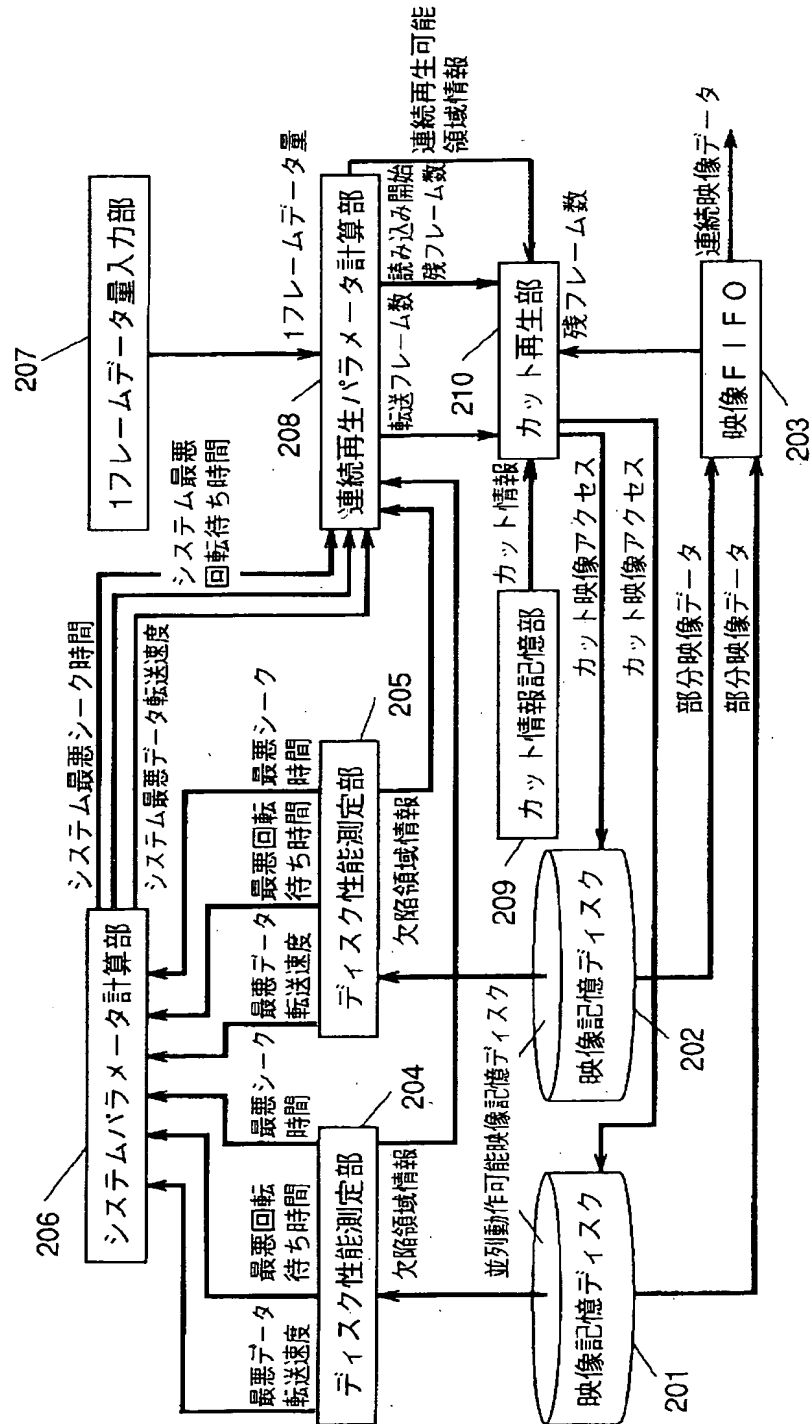 206
システムパラメータ計算部
システム最悪シーク時間
システム最悪
回転待ち時間
システム最悪データ転送速度
207
1フレームデータ量入力部
最悪データ
転送速度
最悪回転
待ち時間
最悪シーク
時間
最悪データ
転送速度
最悪回転
待ち時間
最悪シーク
時間
1フレームデータ量
204
ディスク性能測定部
205
ディスク性能測定部
208
連続再生パラメータ計算部
欠陥領域情報
欠陥領域情報
転送フレーム数
読み込み開始
残フレーム数
連続再生可能
領域情報
並列動作可能映像記憶ディスク
209
カット情報記憶部
カット情報
210
カット再生部
残フレーム数
カット映像アクセス
カット映像アクセス
201
映像記憶ディスク
202
映像記憶ディスク
部分映像データ
部分映像データ
203
映像FIFO
連続映像データ